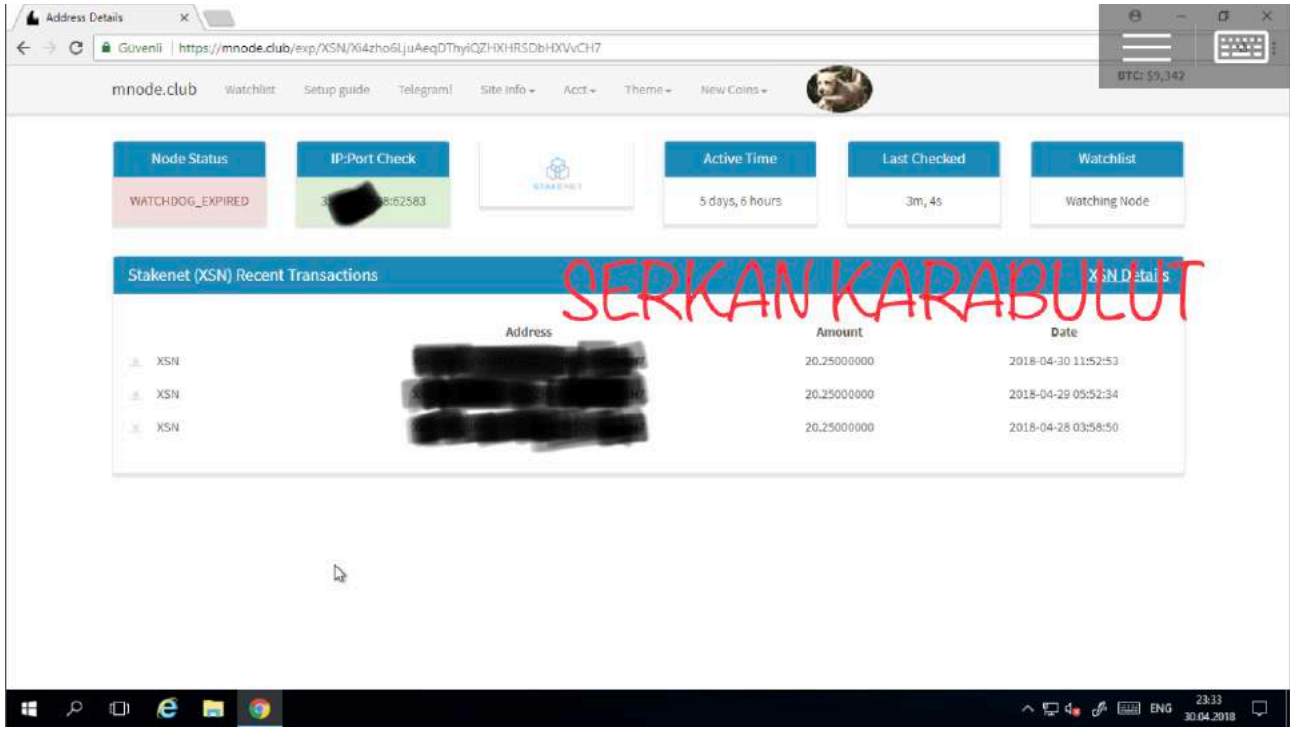 Address Details
Güvenli | https://mnode.club/exp/XSN/Xi4zho6LjuAeqDThyiQZHXHRSDbHXVvCH7
BTC: $9,342
mnode.club Watchlist Setup guide Telegram! Site Info Acct Theme New Coins
Node Status IP:Port Check Active Time Last Checked Watchlist
WATCHDOG_EXPIRED 8:62583 STAKENET 5 days, 6 hours 3m, 4s Watching Node
Stakenet (XSN) Recent Transactions XSN Details
SERKAN KARABULUT
Address Amount Date
XSN 20.25000000 2018-04-30 11:52:53
XSN 20.25000000 2018-04-29 05:52:34
XSN 20.25000000 2018-04-28 03:58:50
ENG 23:33
30.04.2018